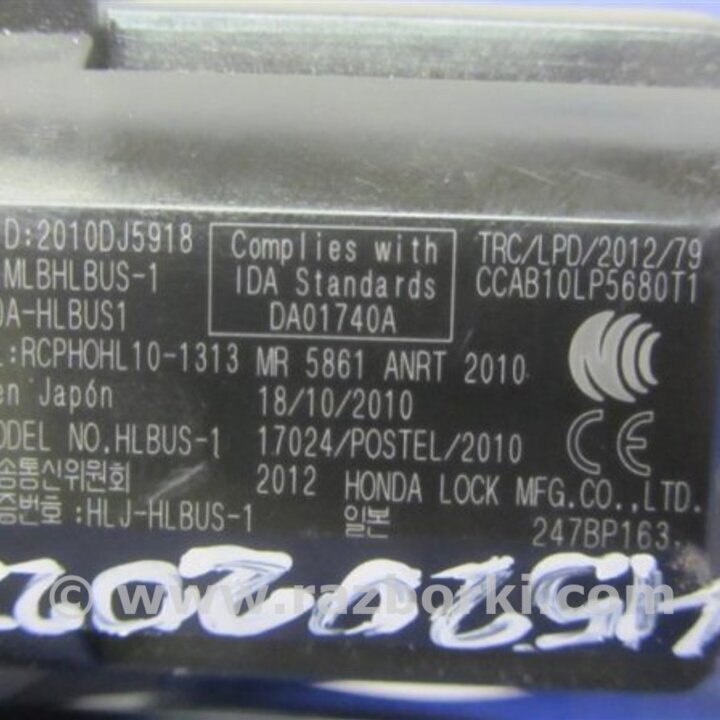 D:2010DJ5918
MLBHLBUS-1
DA-HLBUS1
:RCPHOHL10-1313
en Japón
ODEL NO.HLBUS-1
송통신위원회
증번호 :HLJ-HLBUS-1
Complies with
IDA Standards
DA01740A
MR 5861 ANRT 2010
18/10/2010
17024/POSTEL/2010
2012 HONDA LOCK MFG.CO.,LTD.
일본 247BP163.
TRC/LPD/2012/79
CCAB10LP5680T1
CE
© www.razborki.com